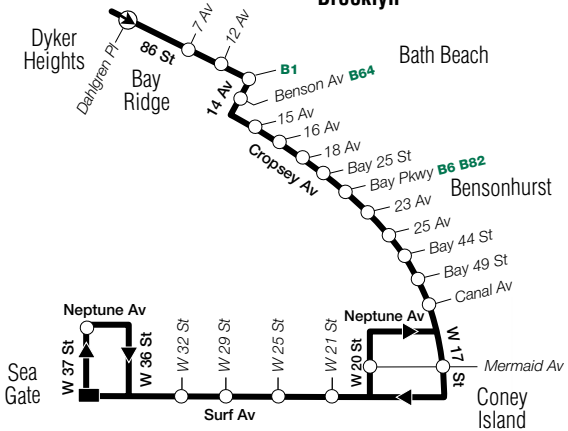 Brooklyn
Dyker
Heights
Dahlgren Pl
86 St
7 Av
12 Av
Bay
Ridge
B1
Bath Beach
14 Av
Benson Av B64
15 Av
16 Av
18 Av
Cropsey Av
Bay 25 St
Bay Pkwy B6 B82
Bensonhurst
23 Av
25 Av
Bay 44 St
Bay 49 St
Canal Av
Neptune Av
W 37 St
W 36 St
W 32 St
W 29 St
W 25 St
W 21 St
Neptune Av
W 20 St
W 17 St
Mermaid Av
Sea
Gate
Surf Av
Coney
Island